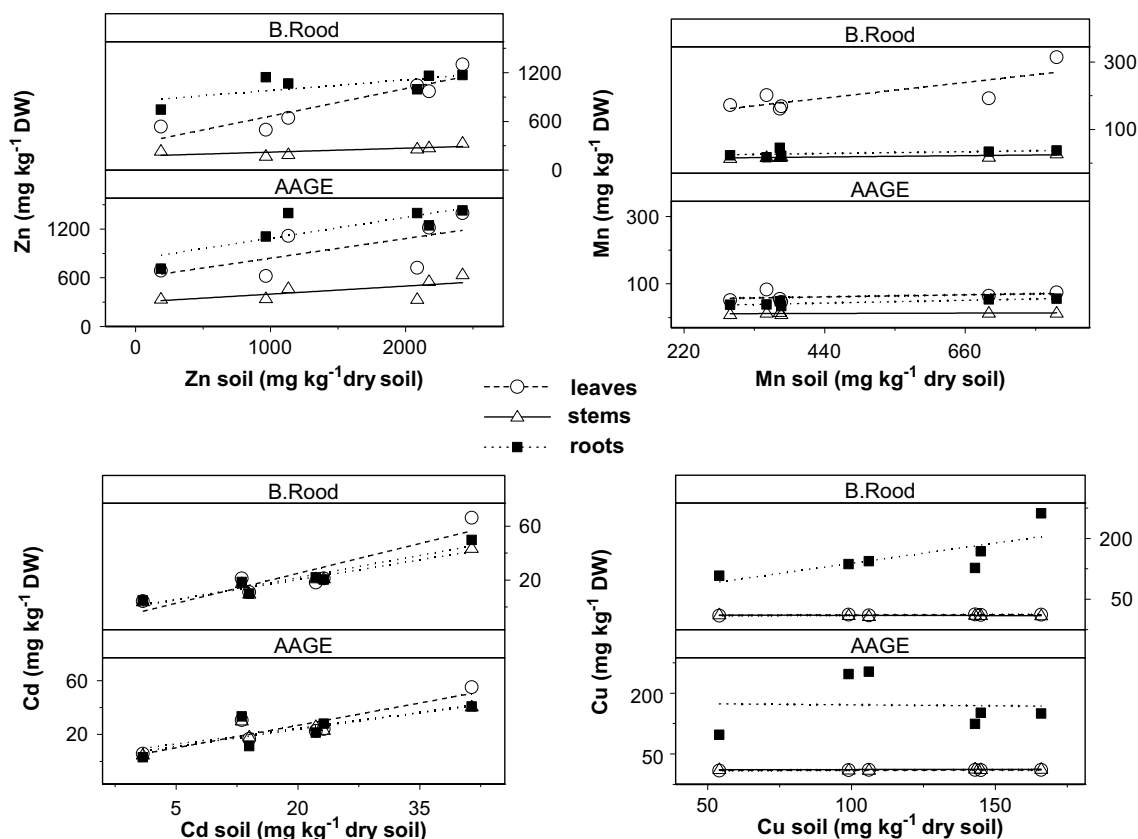 B.Rood
Zn (mg kg⁻¹ DW)
1200
600
0
AAGE
1200
600
0
0 1000 2000
Zn soil (mg kg⁻¹dry soil)
B.Rood
Mn (mg kg⁻¹ DW)
300
100
AAGE
300
100
220 440 660
Mn soil (mg kg⁻¹ dry soil)
leaves
stems
roots
B.Rood
Cd (mg kg⁻¹ DW)
60
20
AAGE
60
20
5 20 35
Cd soil (mg kg⁻¹ dry soil)
B.Rood
Cu (mg kg⁻¹ DW)
200
50
AAGE
200
50
50 100 150
Cu soil (mg kg⁻¹ dry soil)